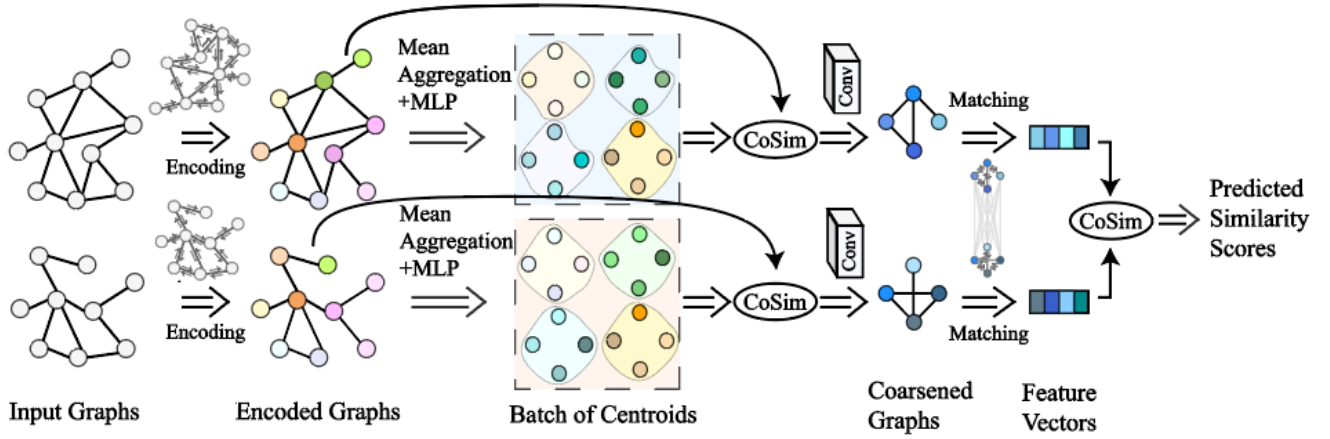 Mean
Aggregation
+MLP
Conv
Matching
Encoding
CoSim
Mean
Aggregation
+MLP
Conv
CoSim
Predicted
Similarity
Scores
CoSim
Encoding
Matching
Input Graphs
Encoded Graphs
Batch of Centroids
Coarsened
Graphs
Feature
Vectors